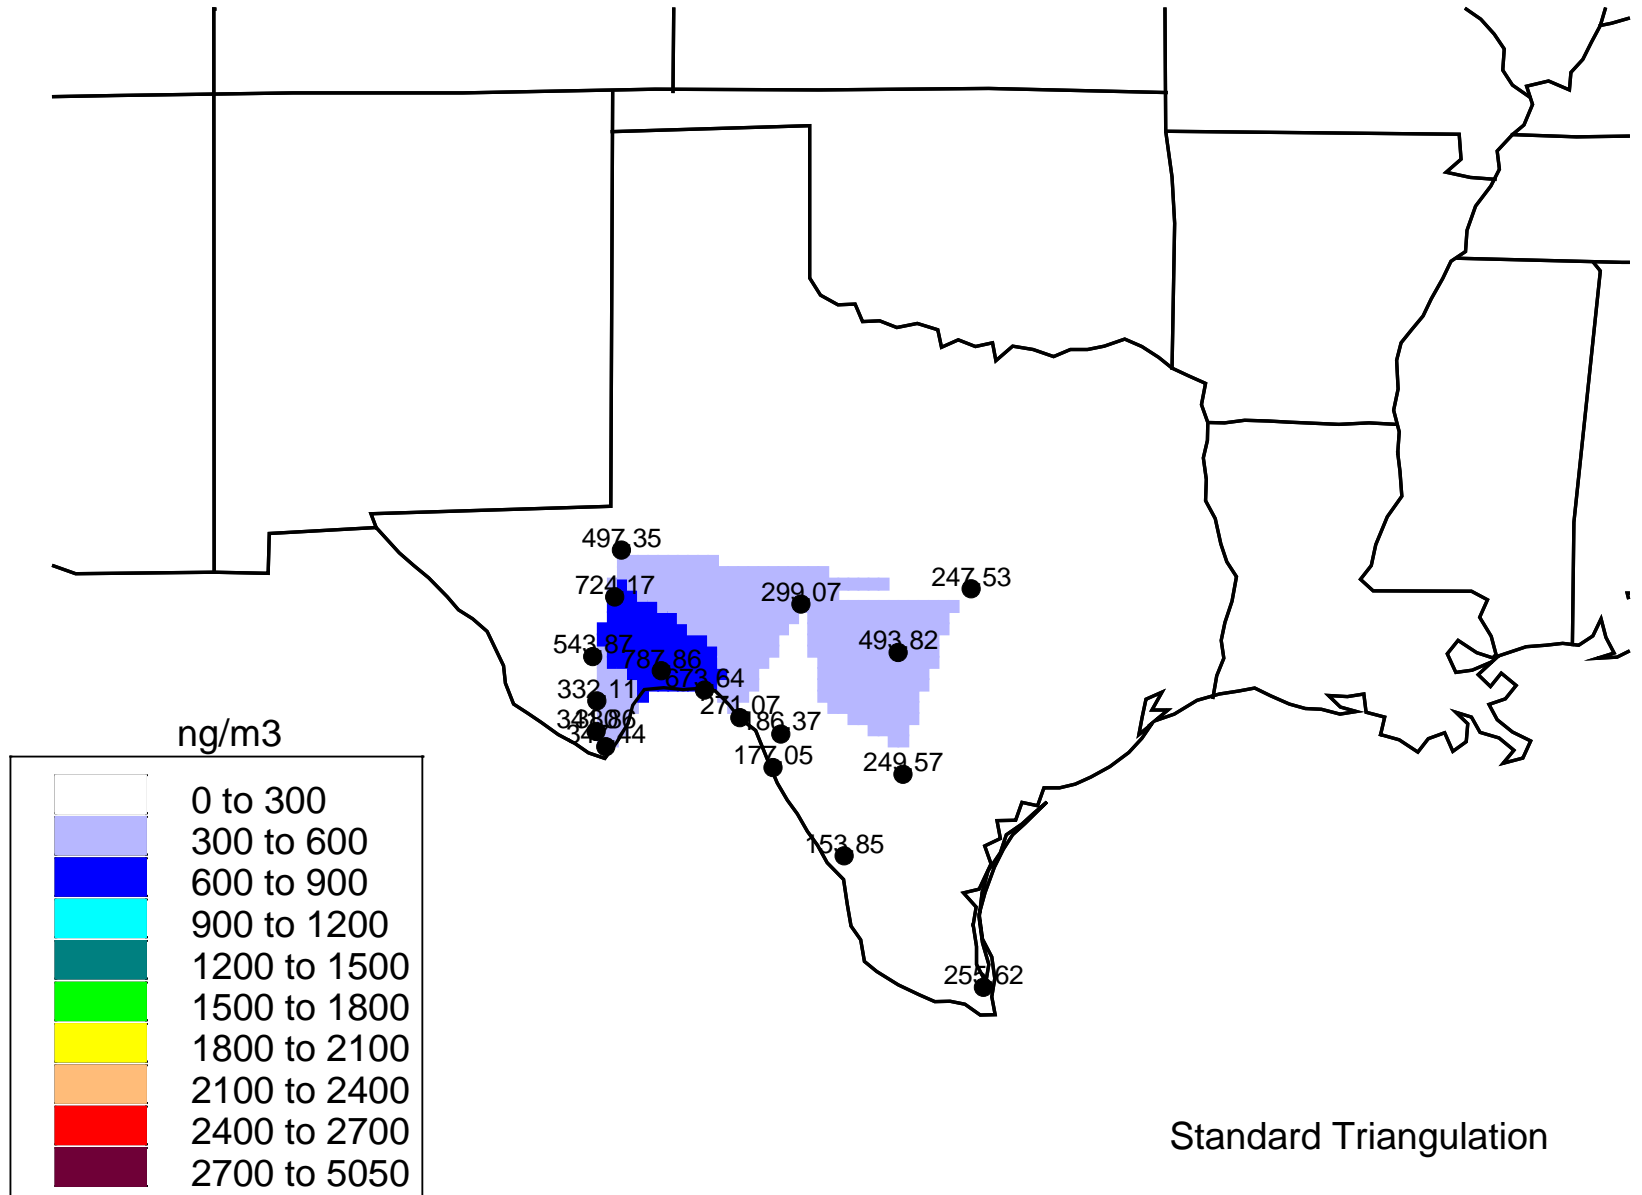 497.35
724.17
299.07
247.53
543.87
493.82
787.86
673.64
332.11
271.07
186.37
177.05
249.57
153.85
255.62
ng/m3
0 to 300
300 to 600
600 to 900
900 to 1200
1200 to 1500
1500 to 1800
1800 to 2100
2100 to 2400
2400 to 2700
2700 to 5050
Standard Triangulation